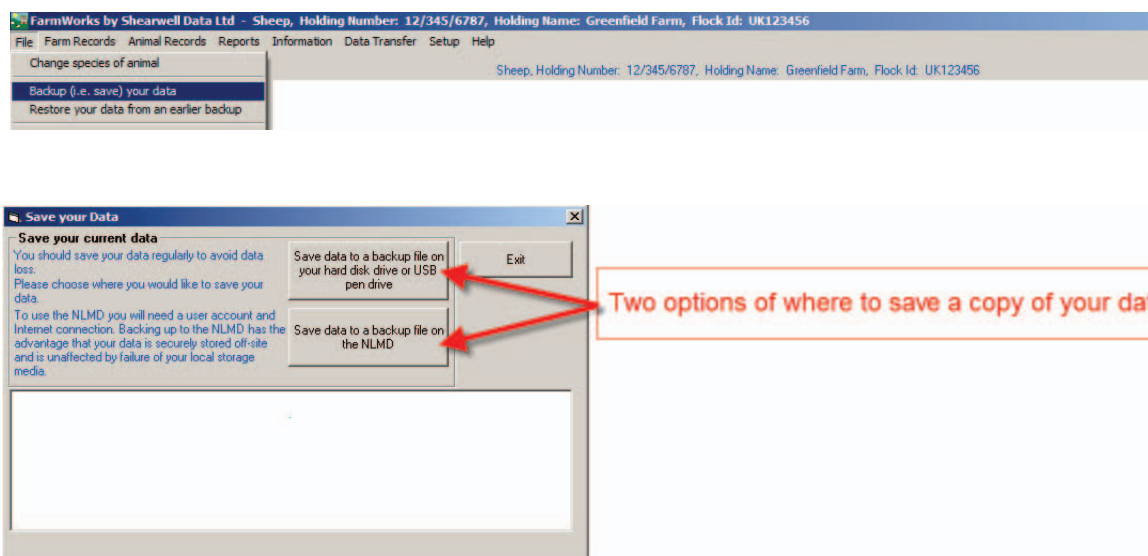 FarmWorks by Shearwell Data Ltd - Sheep, Holding Number: 12/345/6787, Holding Name: Greenfield Farm, Flock Id: UK123456
File Farm Records Animal Records Reports Information Data Transfer Setup Help
Change species of animal
Sheep, Holding Number: 12/345/6787, Holding Name: Greenfield Farm, Flock Id: UK123456
Backup (i.e. save) your data
Restore your data from an earlier backup
Save your Data
Save your current data
You should save your data regularly to avoid data
loss.
Please choose where you would like to save your
data.
To use the NLMD you will need a user account and
Internet connection. Backing up to the NLMD has the
advantage that your data is securely stored off-site
and is unaffected by failure of your local storage
media.
Save data to a backup file on
your hard disk drive or USB
pen drive
Save data to a backup file on
the NLMD
Exit
Two options of where to save a copy of your da